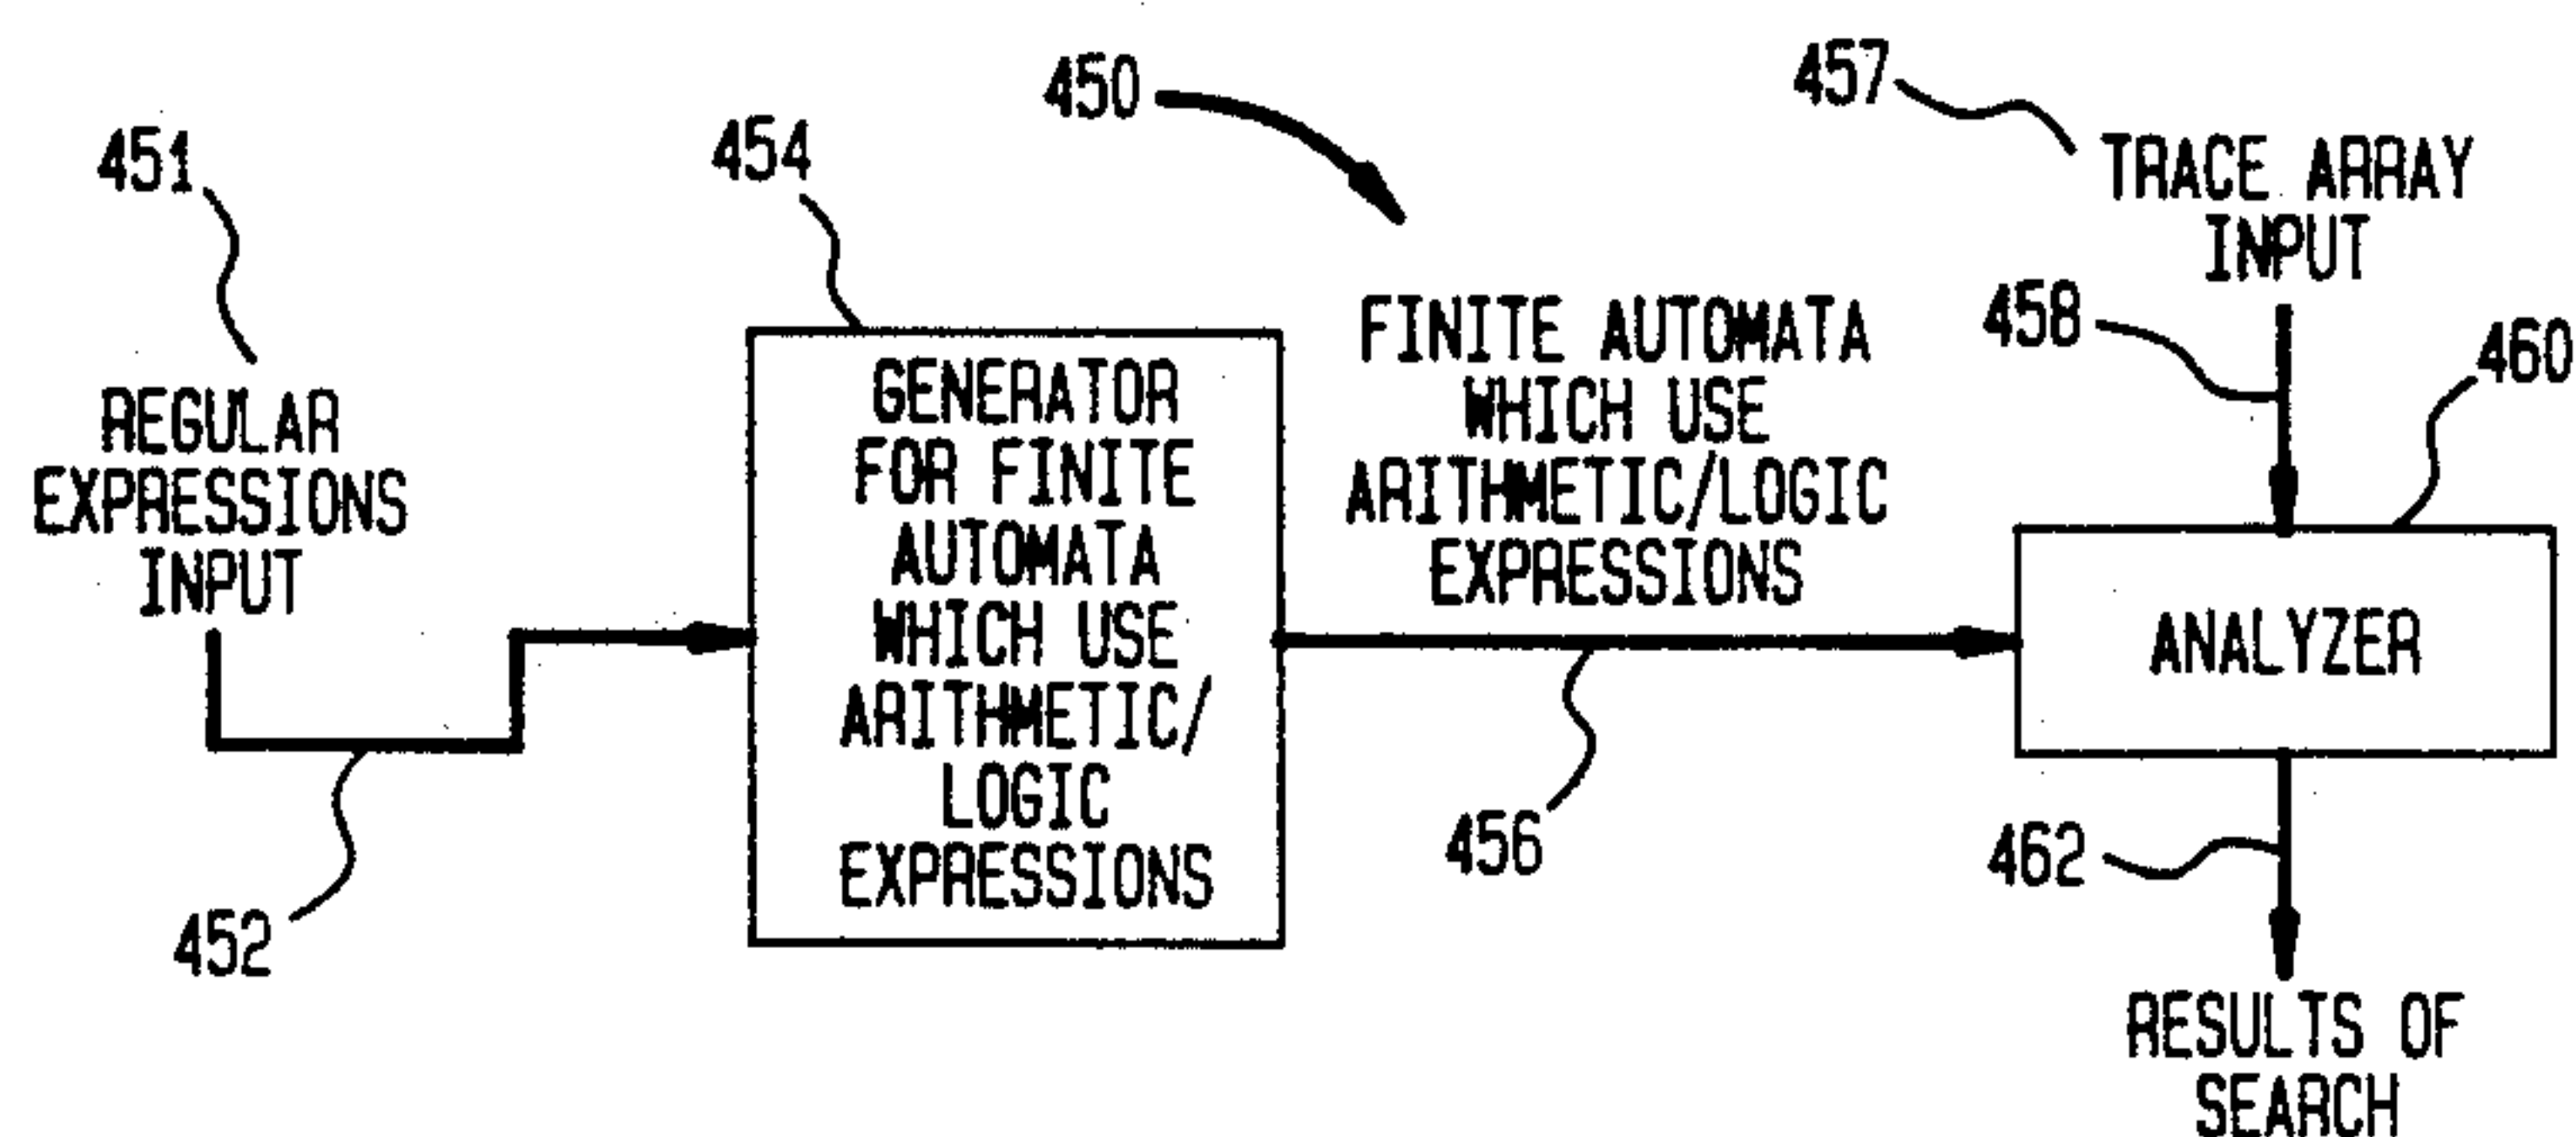 450
457
451
454
TRACE ARRAY
INPUT
458
460
REGULAR
EXPRESSIONS
INPUT
GENERATOR
FOR FINITE
AUTOMATA
WHICH USE
ARITHMETIC/
LOGIC
EXPRESSIONS
FINITE AUTOMATA
WHICH USE
ARITHMETIC/LOGIC
EXPRESSIONS
ANALYZER
452
456
462
RESULTS OF
SEARCH